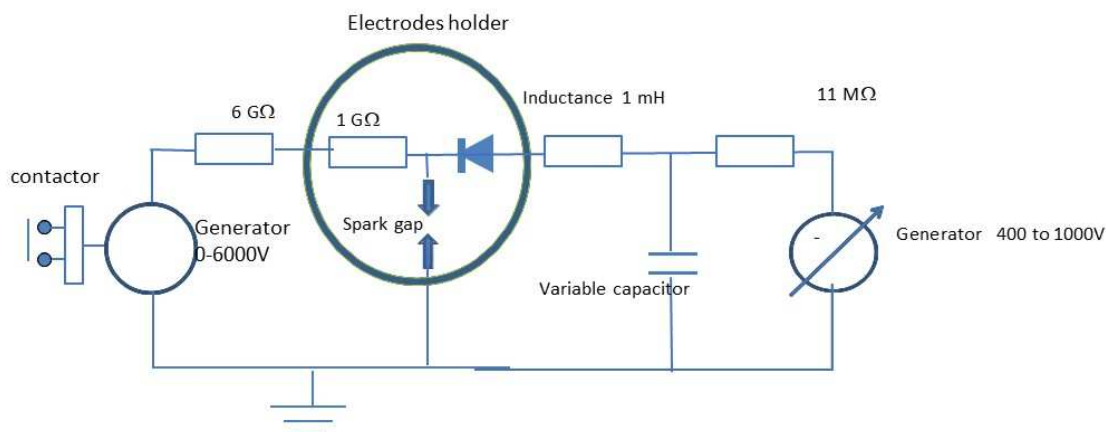 Electrodes holder
6 GΩ
1 GΩ
Inductance 1 mH
11 MΩ
contactor
Generator
0-6000V
Spark gap
Variable capacitor
-
Generator 400 to 1000V